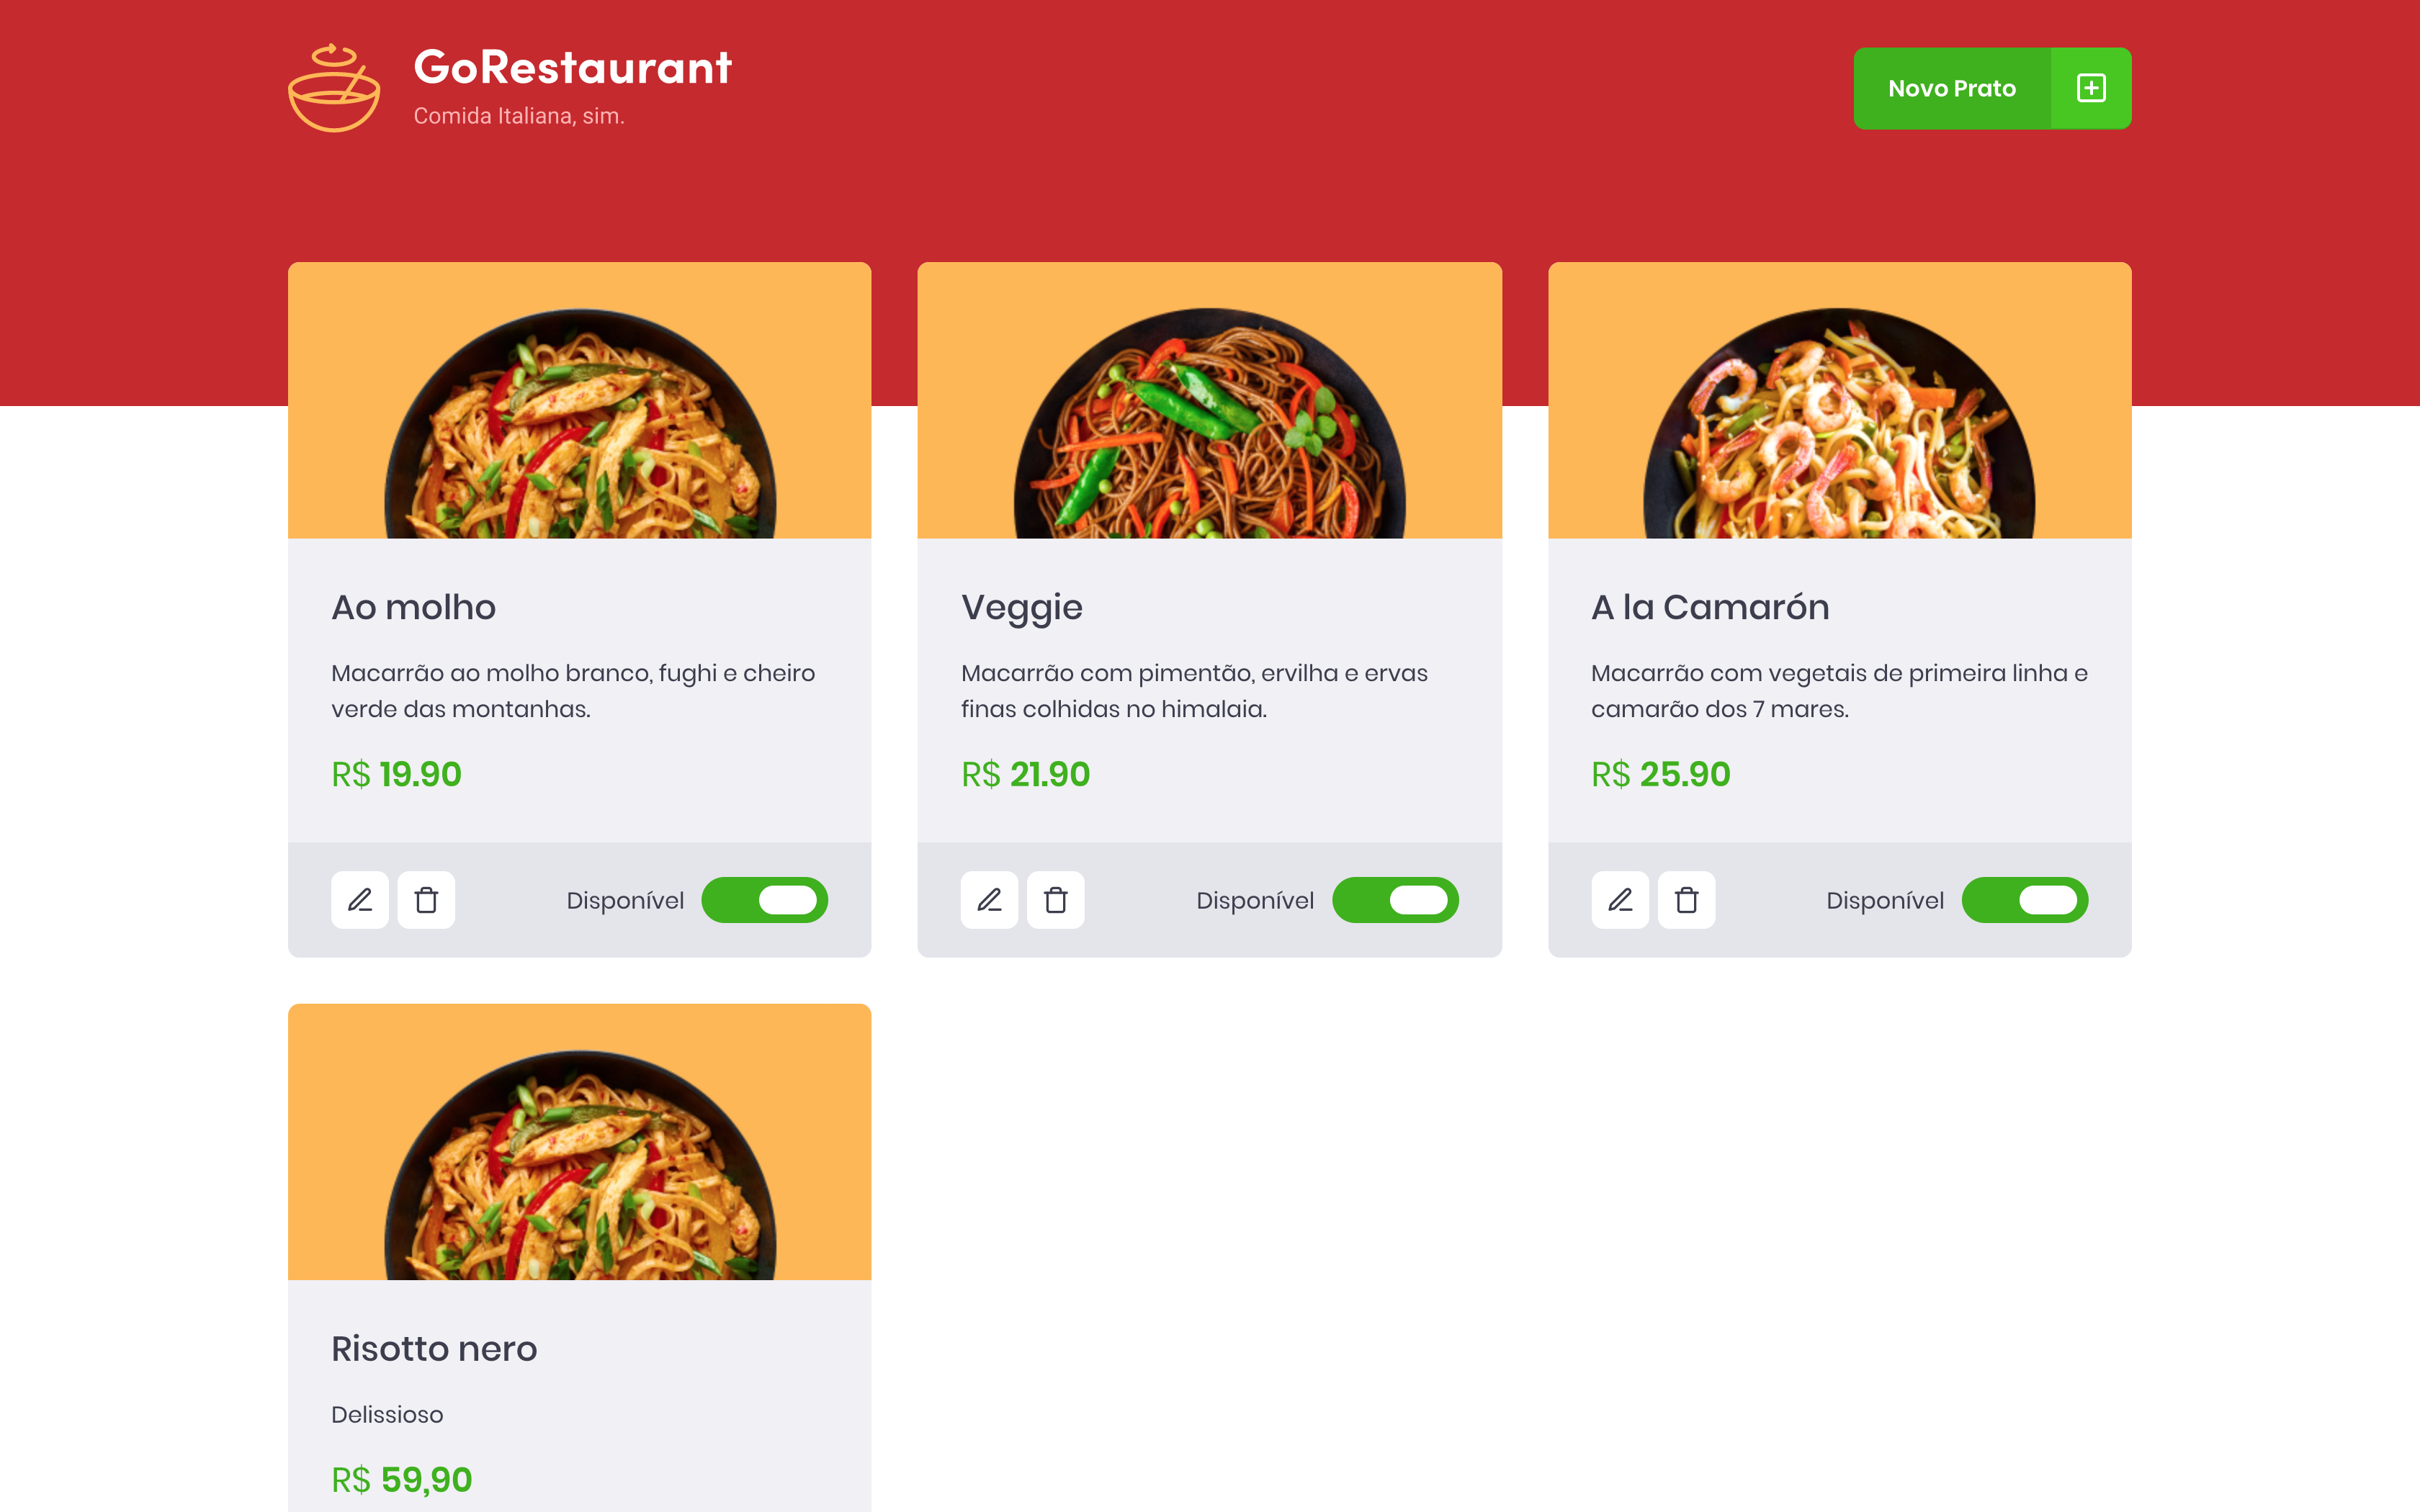 GoRestaurant
Comida Italiana, sim.
Novo Prato
Ao molho
Macarrão ao molho branco, fughi e cheiro
verde das montanhas.
R$ 19.90
Disponível
Veggie
Macarrão com pimentão, ervilha e ervas
finas colhidas no himalaia.
R$ 21.90
Disponível
A la Camarón
Macarrão com vegetais de primeira linha e
camarão dos 7 mares.
R$ 25.90
Disponível
Risotto nero
Delissioso
R$ 59,90